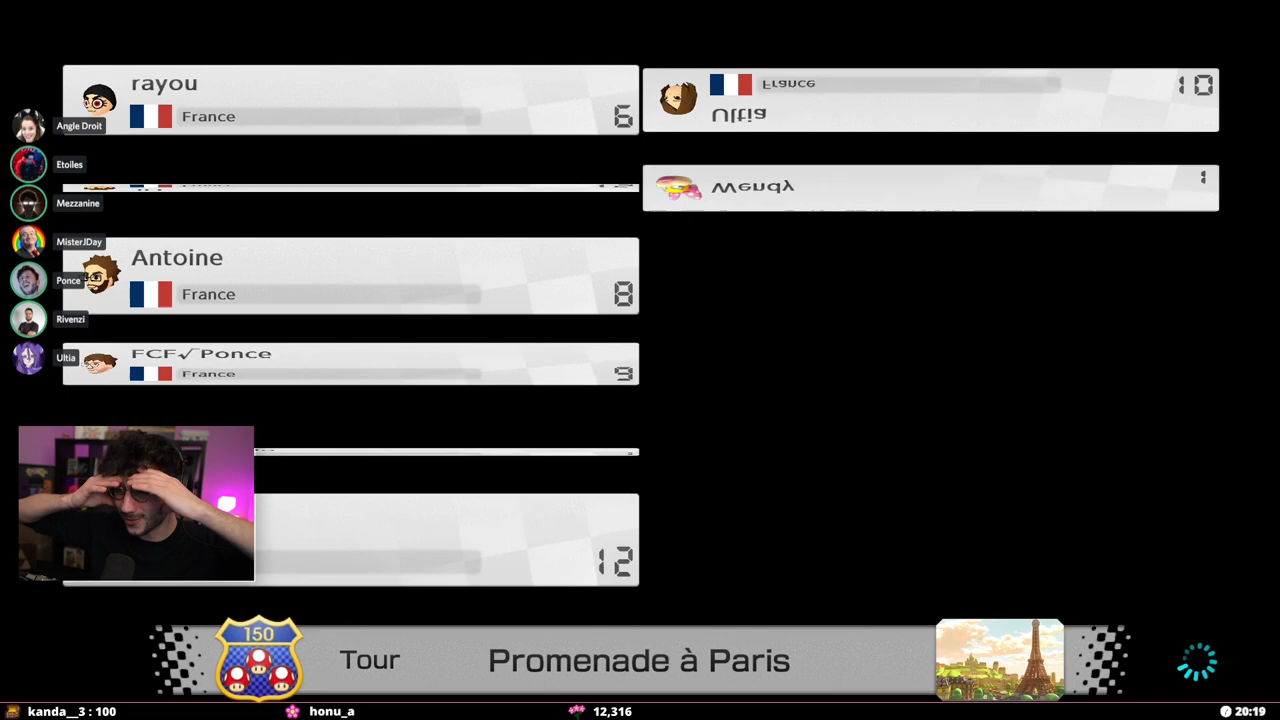 rayou
France
6
France
10
Ultia
Angle Droit
Etoiles
Wendy
1
Mezzanine
MisterJDay
Antoine
Ponce
France
8
Rivenzi
Ultia
FCF√Ponce
France
9
12
150
Tour
Promenade à Paris
kanda__3 : 100
honu_a
12,316
20:19